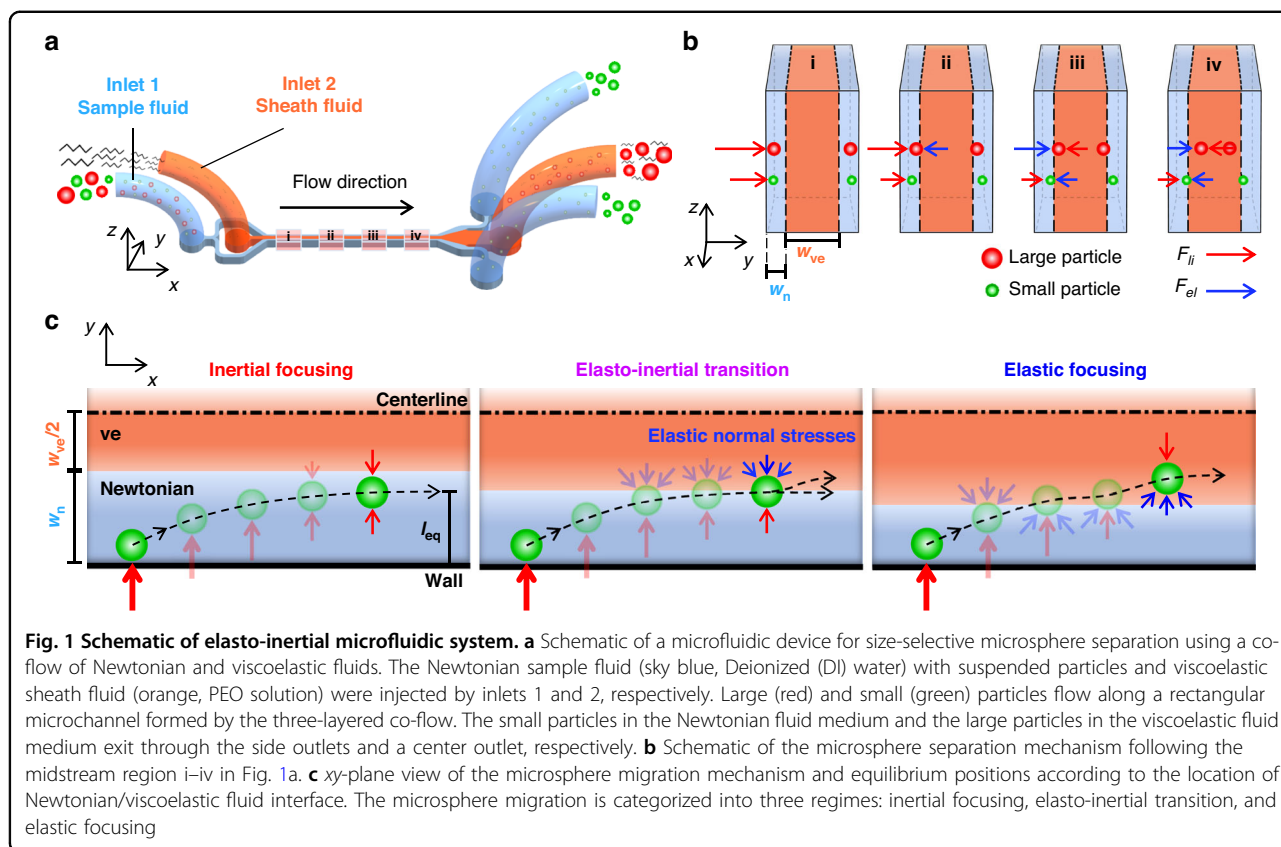 a
Inlet 1
Sample fluid
Inlet 2
Sheath fluid
Flow direction
i
ii
iii
iv
z
y
x
b
i
ii
iii
iv
z
x
y
w_ve
w_n
Large particle
Small particle
F_li
F_el
c
y
x
Inertial focusing
Elasto-inertial transition
Elastic focusing
Centerline
ve
w_ve/2
Elastic normal stresses
Newtonian
w_n
l_eq
Wall
Fig. 1 Schematic of elasto-inertial microfluidic system. a Schematic of a microfluidic device for size-selective microsphere separation using a co-
flow of Newtonian and viscoelastic fluids. The Newtonian sample fluid (sky blue, Deionized (DI) water) with suspended particles and viscoelastic
sheath fluid (orange, PEO solution) were injected by inlets 1 and 2, respectively. Large (red) and small (green) particles flow along a rectangular
microchannel formed by the three-layered co-flow. The small particles in the Newtonian fluid medium and the large particles in the viscoelastic fluid
medium exit through the side outlets and a center outlet, respectively. b Schematic of the microsphere separation mechanism following the
midstream region i–iv in Fig. 1a. c xy-plane view of the microsphere migration mechanism and equilibrium positions according to the location of
Newtonian/viscoelastic fluid interface. The microsphere migration is categorized into three regimes: inertial focusing, elasto-inertial transition, and
elastic focusing